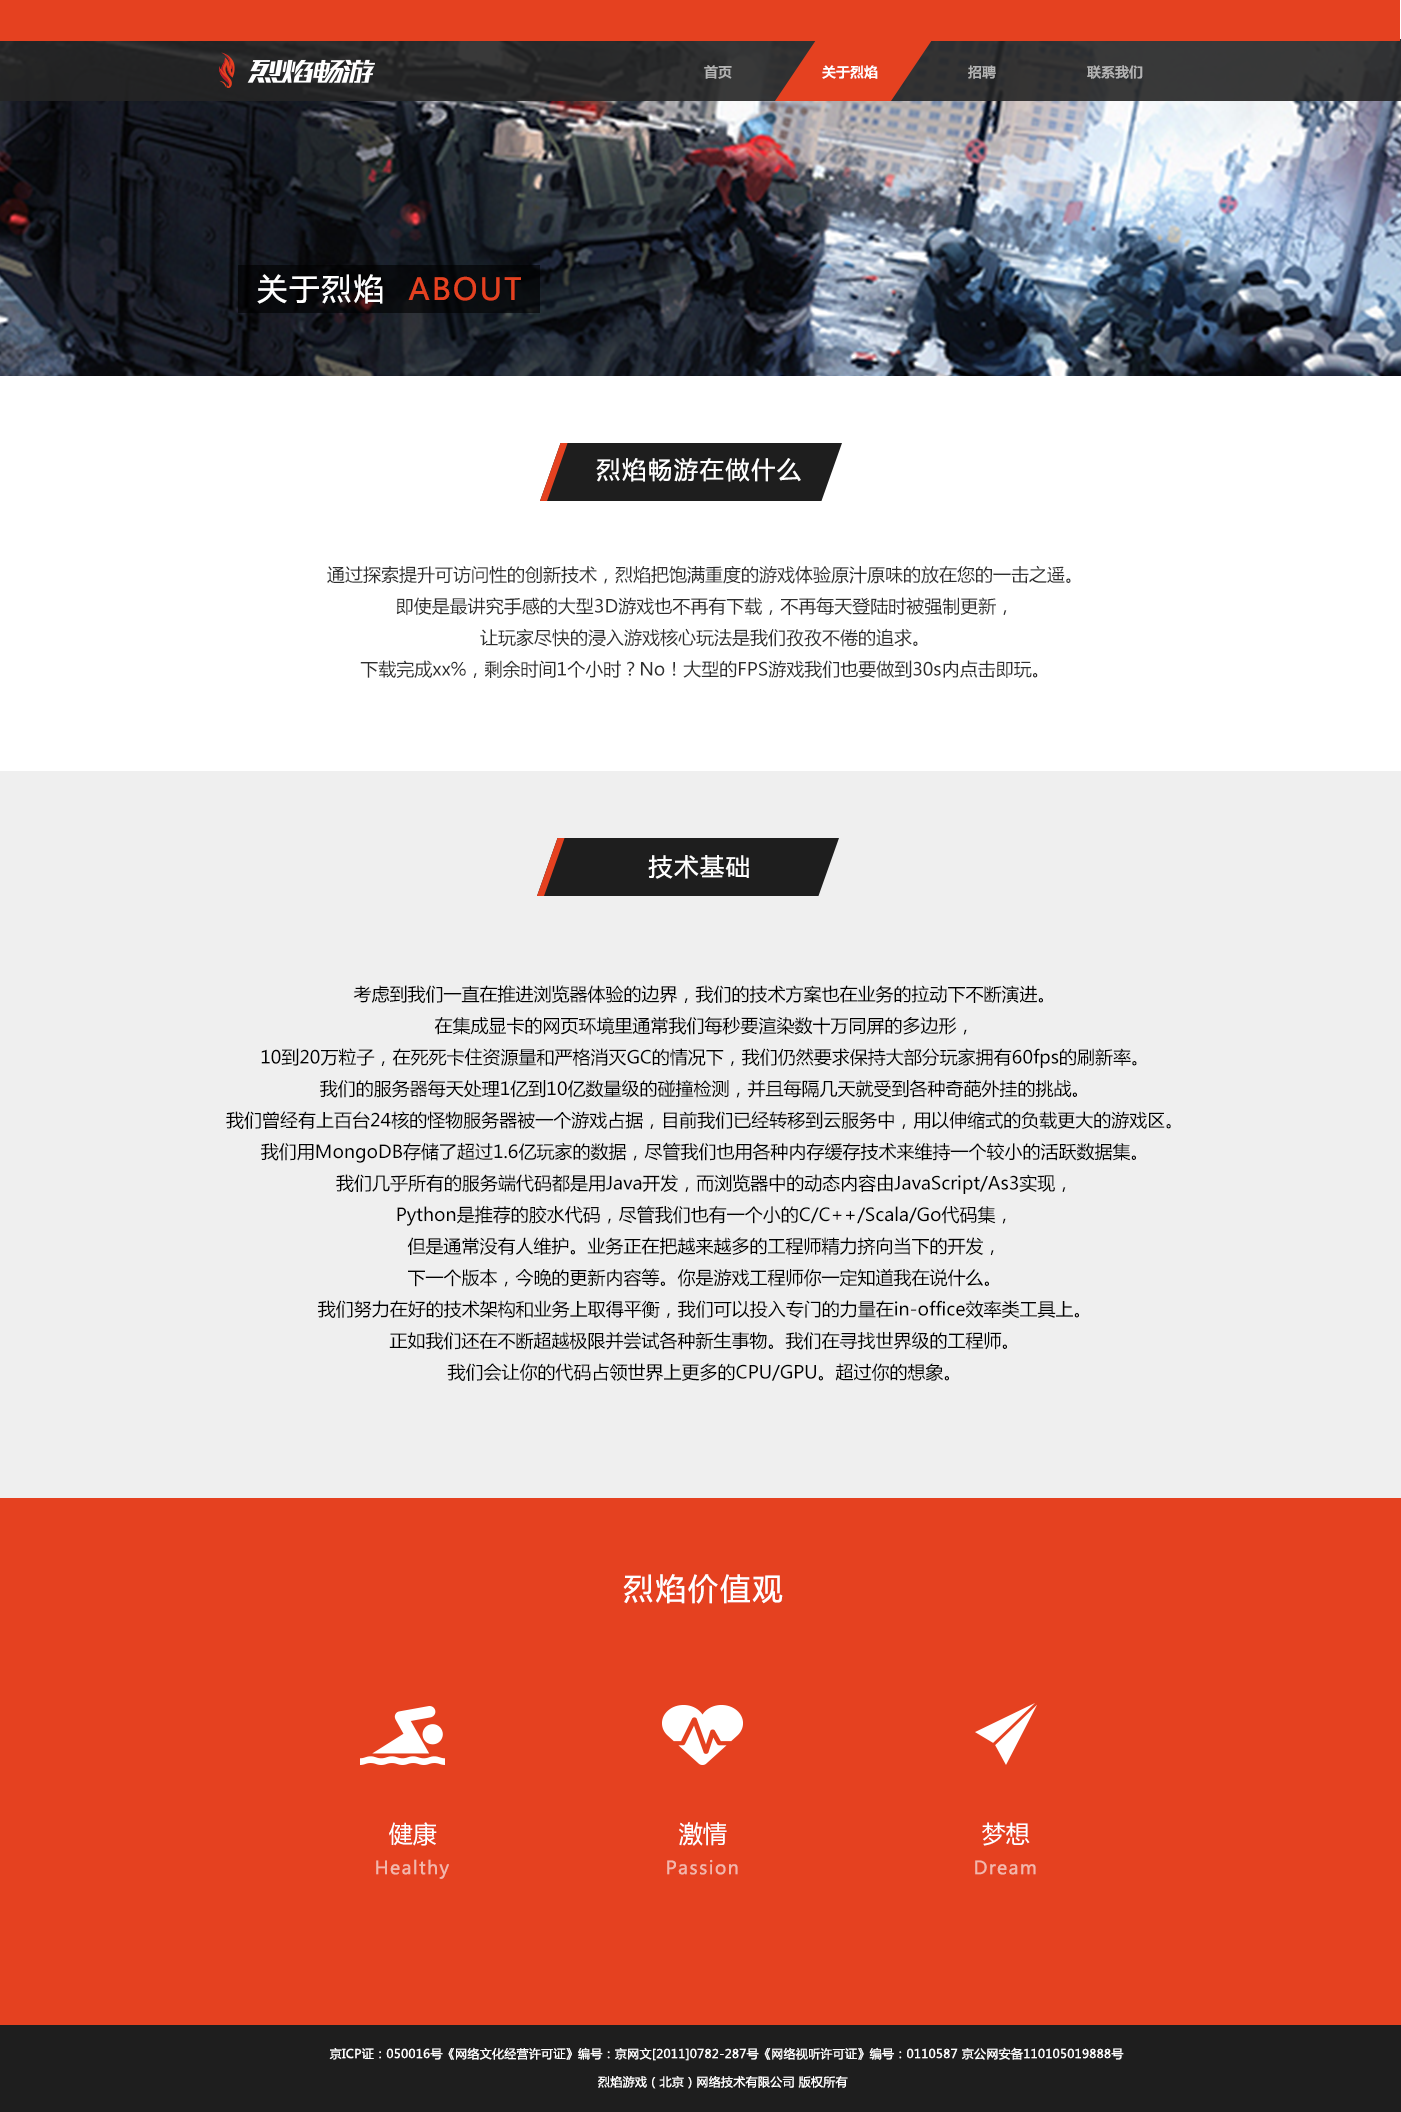 烈焰畅游
首页 关于烈焰 招聘 联系我们
关于烈焰 ABOUT
烈焰畅游在做什么
通过探索提升可访问性的创新技术，烈焰把饱满重度的游戏体验原汁原味的放在您的一击之遥。
即使是最讲究手感的大型3D游戏也不再有下载，不再每天登陆时被强制更新，
让玩家尽快的浸入游戏核心玩法是我们孜孜不倦的追求。
下载完成xx%，剩余时间1个小时？No！大型的FPS游戏我们也要做到30s内点击即玩。
技术基础
考虑到我们一直在推进浏览器体验的边界，我们的技术方案也在业务的拉动下不断演进。
在集成显卡的网页环境里通常我们每秒要渲染数十万同屏的多边形，
10到20万粒子，在死死卡住资源量和严格消灭GC的情况下，我们仍然要求保持大部分玩家拥有60fps的刷新率。
我们的服务器每天处理1亿到10亿数量级的碰撞检测，并且每隔几天就受到各种奇葩外挂的挑战。
我们曾经有上百台24核的怪物服务器被一个游戏占据，目前我们已经转移到云服务中，用以伸缩式的负载更大的游戏区。
我们用MongoDB存储了超过1.6亿玩家的数据，尽管我们也用各种内存缓存技术来维持一个较小的活跃数据集。
我们几乎所有的服务端代码都是用Java开发，而浏览器中的动态内容由JavaScript/As3实现，
Python是推荐的胶水代码，尽管我们也有一个小的C/C++/Scala/Go代码集，
但是通常没有人维护。业务正在把越来越多的工程师精力挤向当下的开发，
下一个版本，今晚的更新内容等。你是游戏工程师你一定知道我在说什么。
我们努力在好的技术架构和业务上取得平衡，我们可以投入专门的力量在in-office效率类工具上。
正如我们还在不断超越极限并尝试各种新生事物。我们在寻找世界级的工程师。
我们会让你的代码占领世界上更多的CPU/GPU。超过你的想象。
烈焰价值观
健康 激情 梦想
Healthy Passion Dream
京ICP证：050016号《网络文化经营许可证》编号：京网文[2011]0782-287号《网络视听许可证》编号：0110587 京公网安备110105019888号
烈焰游戏（北京）网络技术有限公司 版权所有